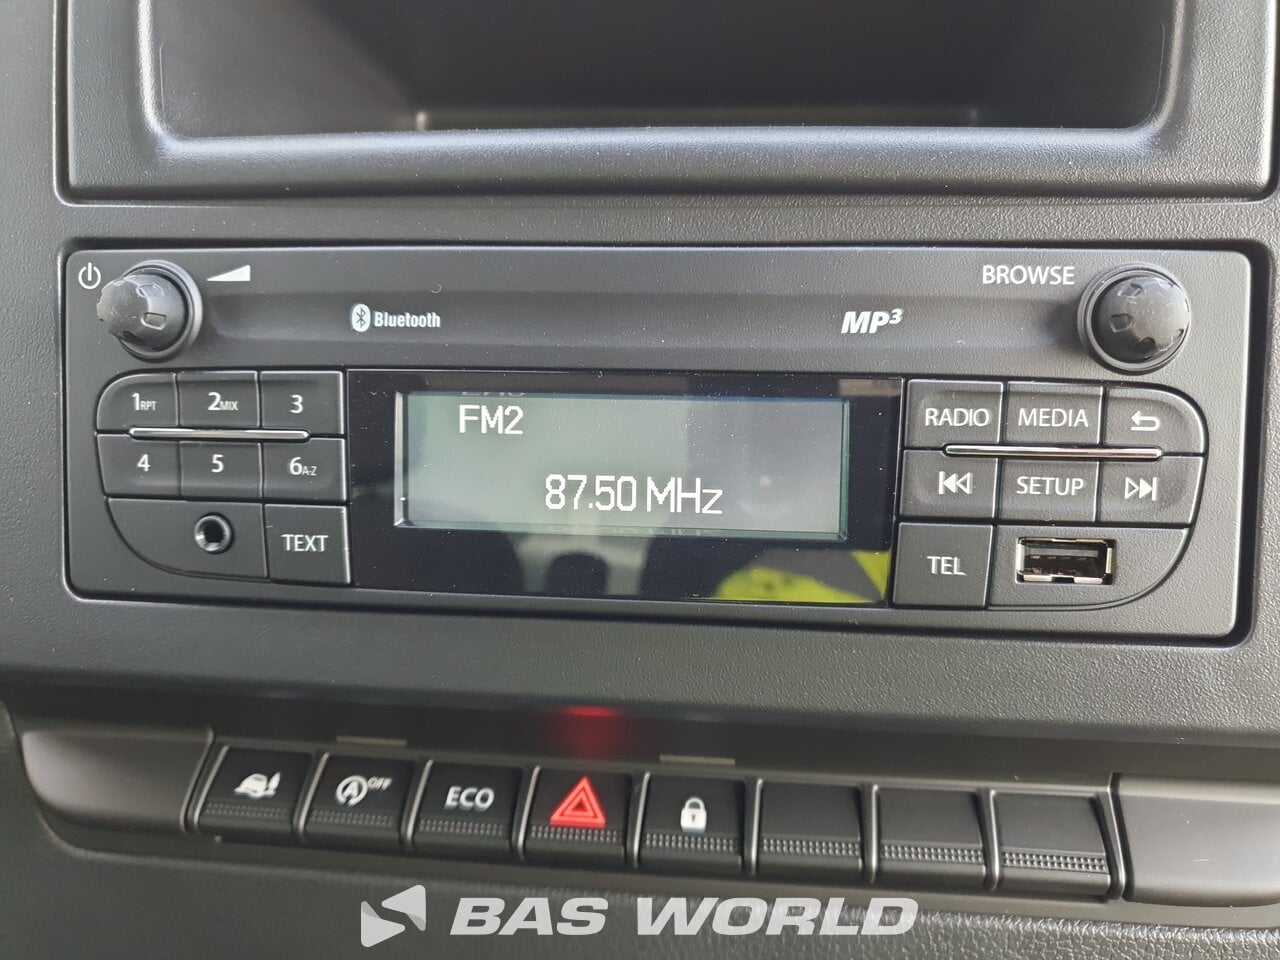 BROWSE
Bluetooth
MP3
1RPT 2MIX 3
4 5 6A-Z
TEXT
FM2
87.50 MHz
RADIO MEDIA
SETUP
TEL
A OFF
ECO
BAS WORLD